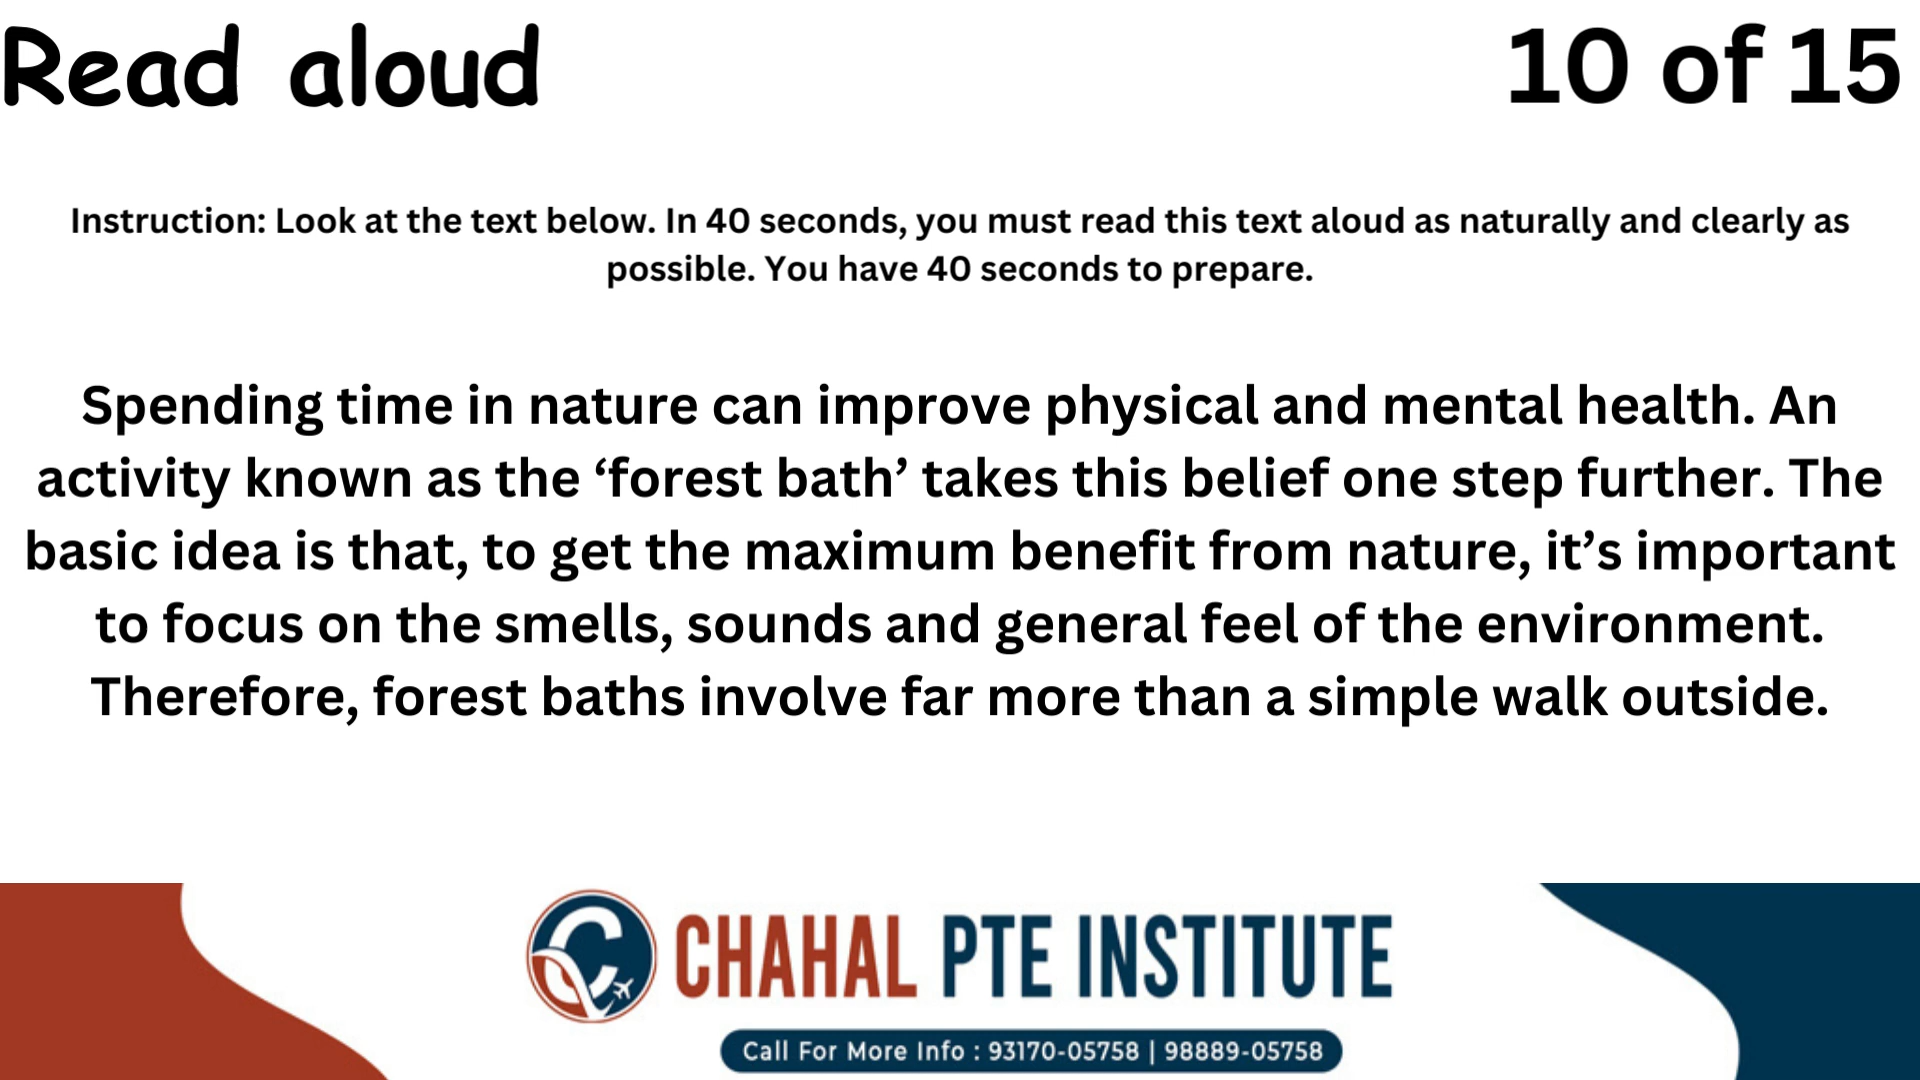 Read aloud
10 of 15
Instruction: Look at the text below. In 40 seconds, you must read this text aloud as naturally and clearly as
possible. You have 40 seconds to prepare.
Spending time in nature can improve physical and mental health. An
activity known as the ‘forest bath’ takes this belief one step further. The
basic idea is that, to get the maximum benefit from nature, it’s important
to focus on the smells, sounds and general feel of the environment.
Therefore, forest baths involve far more than a simple walk outside.
CHAHAL PTE INSTITUTE
Call For More Info : 93170-05758 | 98889-05758